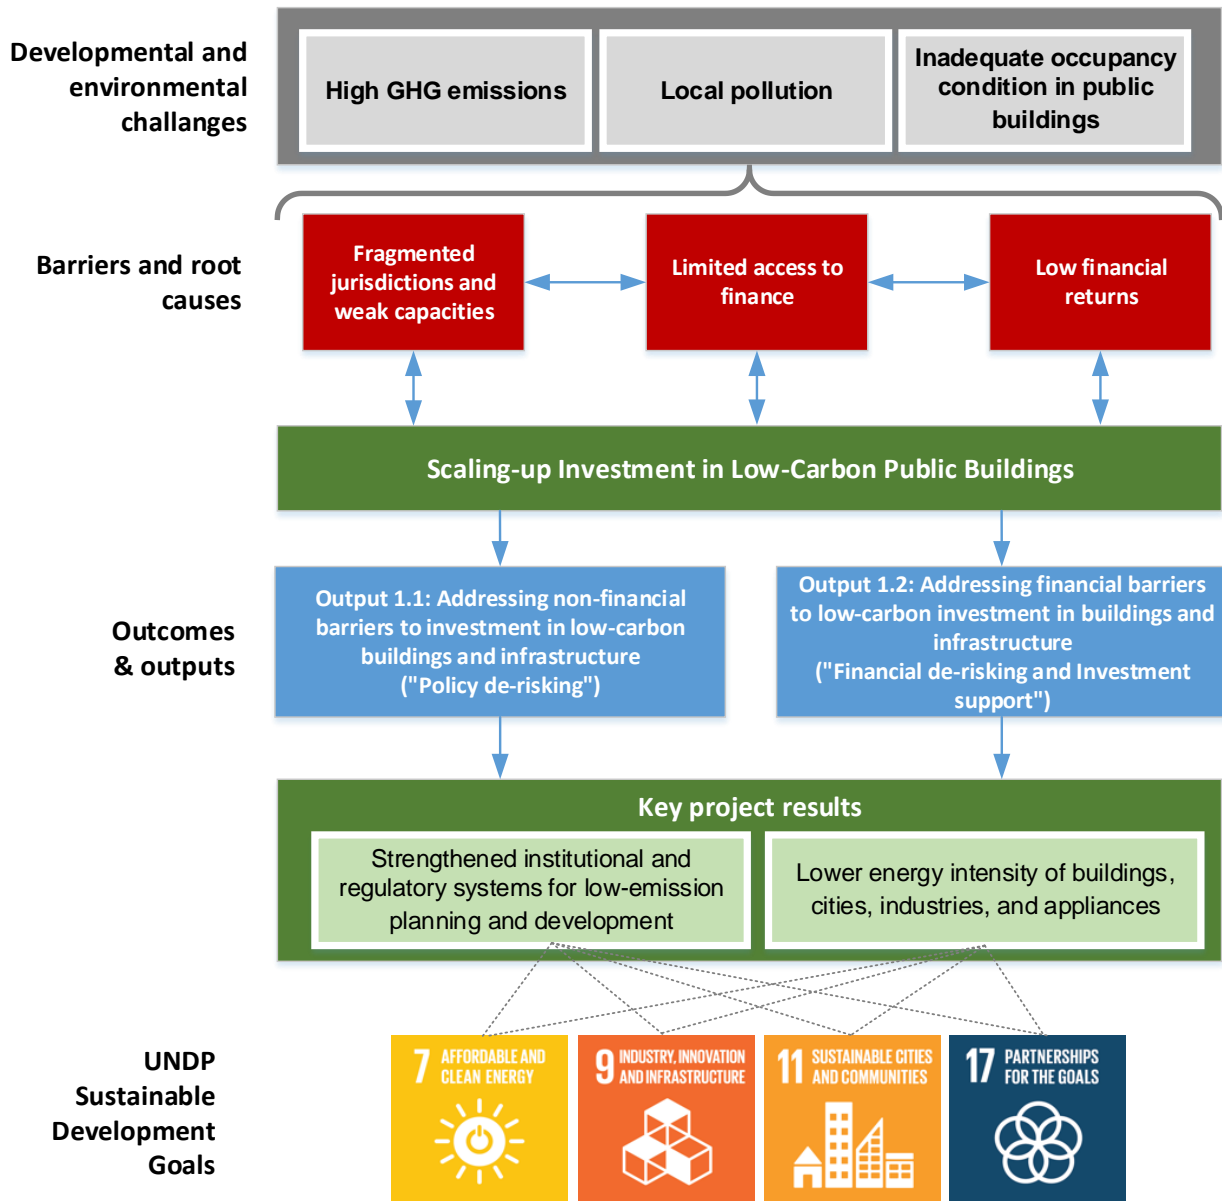 Developmental and
environmental
challanges
High GHG emissions
Local pollution
Inadequate occupancy
condition in public
buildings
Barriers and root
causes
Fragmented
jurisdictions and
weak capacities
Limited access to
finance
Low financial
returns
Scaling-up Investment in Low-Carbon Public Buildings
Outcomes
& outputs
Output 1.1: Addressing non-financial
barriers to investment in low-carbon
buildings and infrastructure
("Policy de-risking")
Output 1.2: Addressing financial barriers
to low-carbon investment in buildings and
infrastructure
("Financial de-risking and Investment
support")
Key project results
Strengthened institutional and
regulatory systems for low-emission
planning and development
Lower energy intensity of buildings,
cities, industries, and appliances
UNDP
Sustainable
Development
Goals
7 AFFORDABLE AND
CLEAN ENERGY
9 INDUSTRY, INNOVATION
AND INFRASTRUCTURE
11 SUSTAINABLE CITIES
AND COMMUNITIES
17 PARTNERSHIPS
FOR THE GOALS